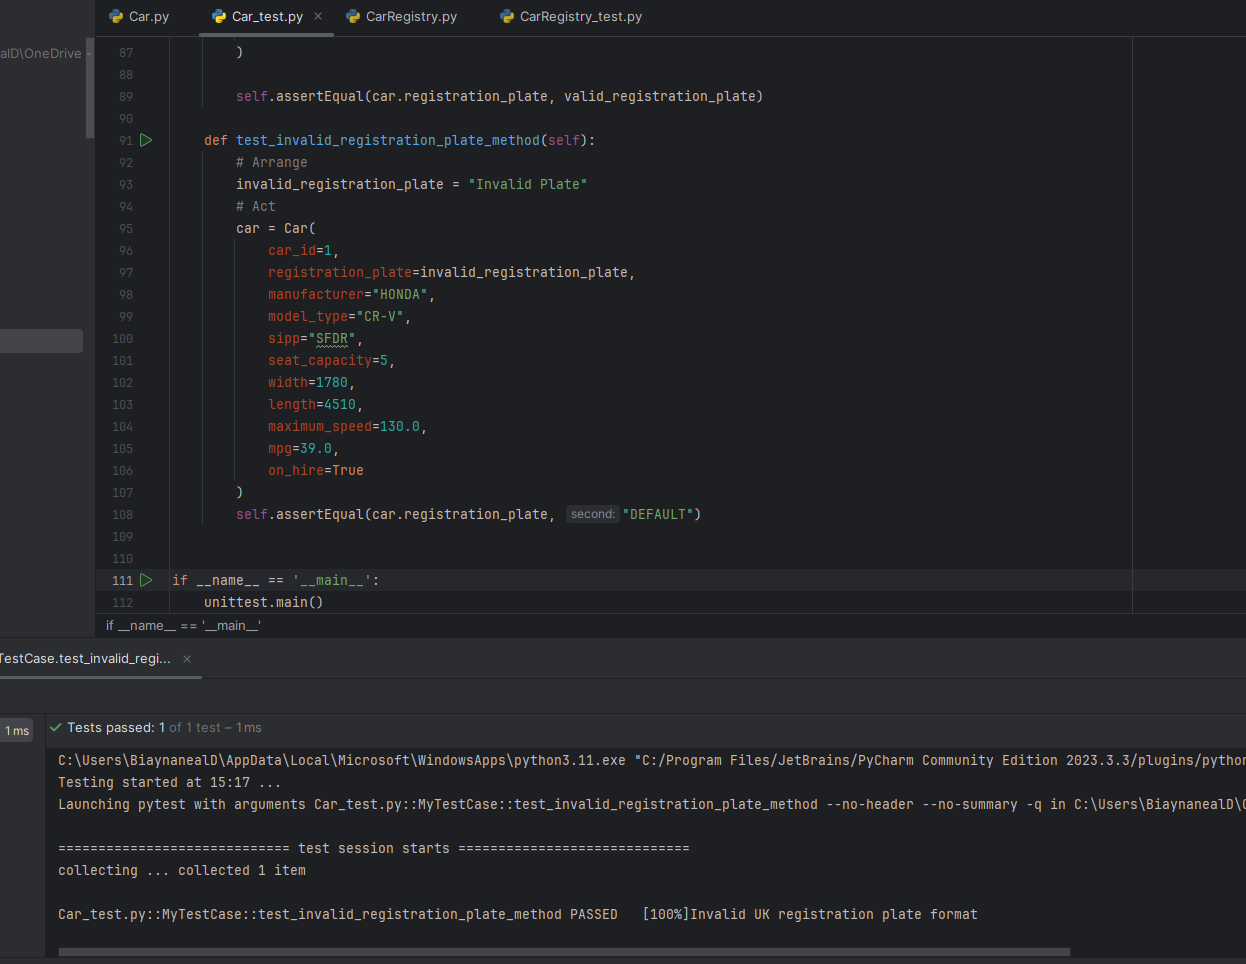 Car.py Car_test.py CarRegistry.py CarRegistry_test.py
alD\OneDrive -
87 )
88
89 self.assertEqual(car.registration_plate, valid_registration_plate)
90
91 def test_invalid_registration_plate_method(self):
92 # Arrange
93 invalid_registration_plate = "Invalid Plate"
94 # Act
95 car = Car(
96 car_id=1,
97 registration_plate=invalid_registration_plate,
98 manufacturer="HONDA",
99 model_type="CR-V",
100 sipp="SFDR",
101 seat_capacity=5,
102 width=1780,
103 length=4510,
104 maximum_speed=130.0,
105 mpg=39.0,
106 on_hire=True
107 )
108 self.assertEqual(car.registration_plate, second: "DEFAULT")
109
110
111 if __name__ == '__main__':
112 unittest.main()
if __name__ == '__main__'
TestCase.test_invalid_regi...
1 ms
Tests passed: 1 of 1 test – 1 ms
C:\Users\BiaynanealD\AppData\Local\Microsoft\WindowsApps\python3.11.exe "C:/Program Files/JetBrains/PyCharm Community Edition 2023.3.3/plugins/python
Testing started at 15:17 ...
Launching pytest with arguments Car_test.py::MyTestCase::test_invalid_registration_plate_method --no-header --no-summary -q in C:\Users\BiaynanealD\O
============================= test session starts =============================
collecting ... collected 1 item
Car_test.py::MyTestCase::test_invalid_registration_plate_method PASSED [100%]Invalid UK registration plate format